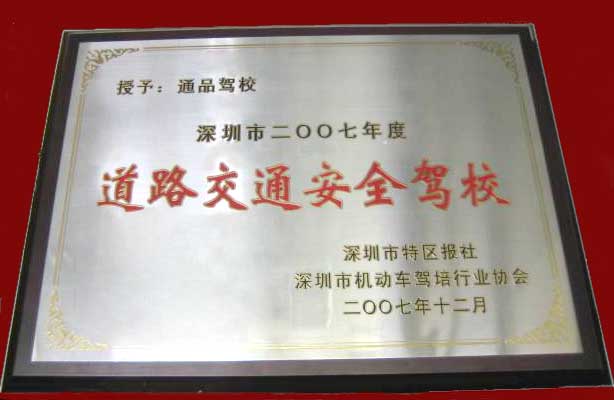 授予：通品驾校
深圳市二〇〇七年度
道路交通安全驾校
深圳市特区报社
深圳市机动车驾培行业协会
二〇〇七年十二月